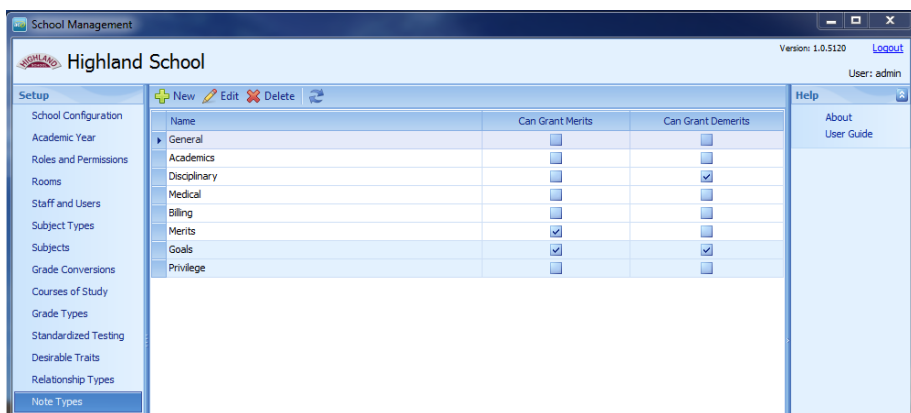 School Management
HIGHLAND
Highland School
Version: 1.0.5120 Logout
User: admin
Setup
School Configuration
Academic Year
Roles and Permissions
Rooms
Staff and Users
Subject Types
Subjects
Grade Conversions
Courses of Study
Grade Types
Standardized Testing
Desirable Traits
Relationship Types
Note Types
New Edit Delete
Name Can Grant Merits Can Grant Demerits
General
Academics
Disciplinary
Medical
Billing
Merits
Goals
Privilege
Help
About
User Guide